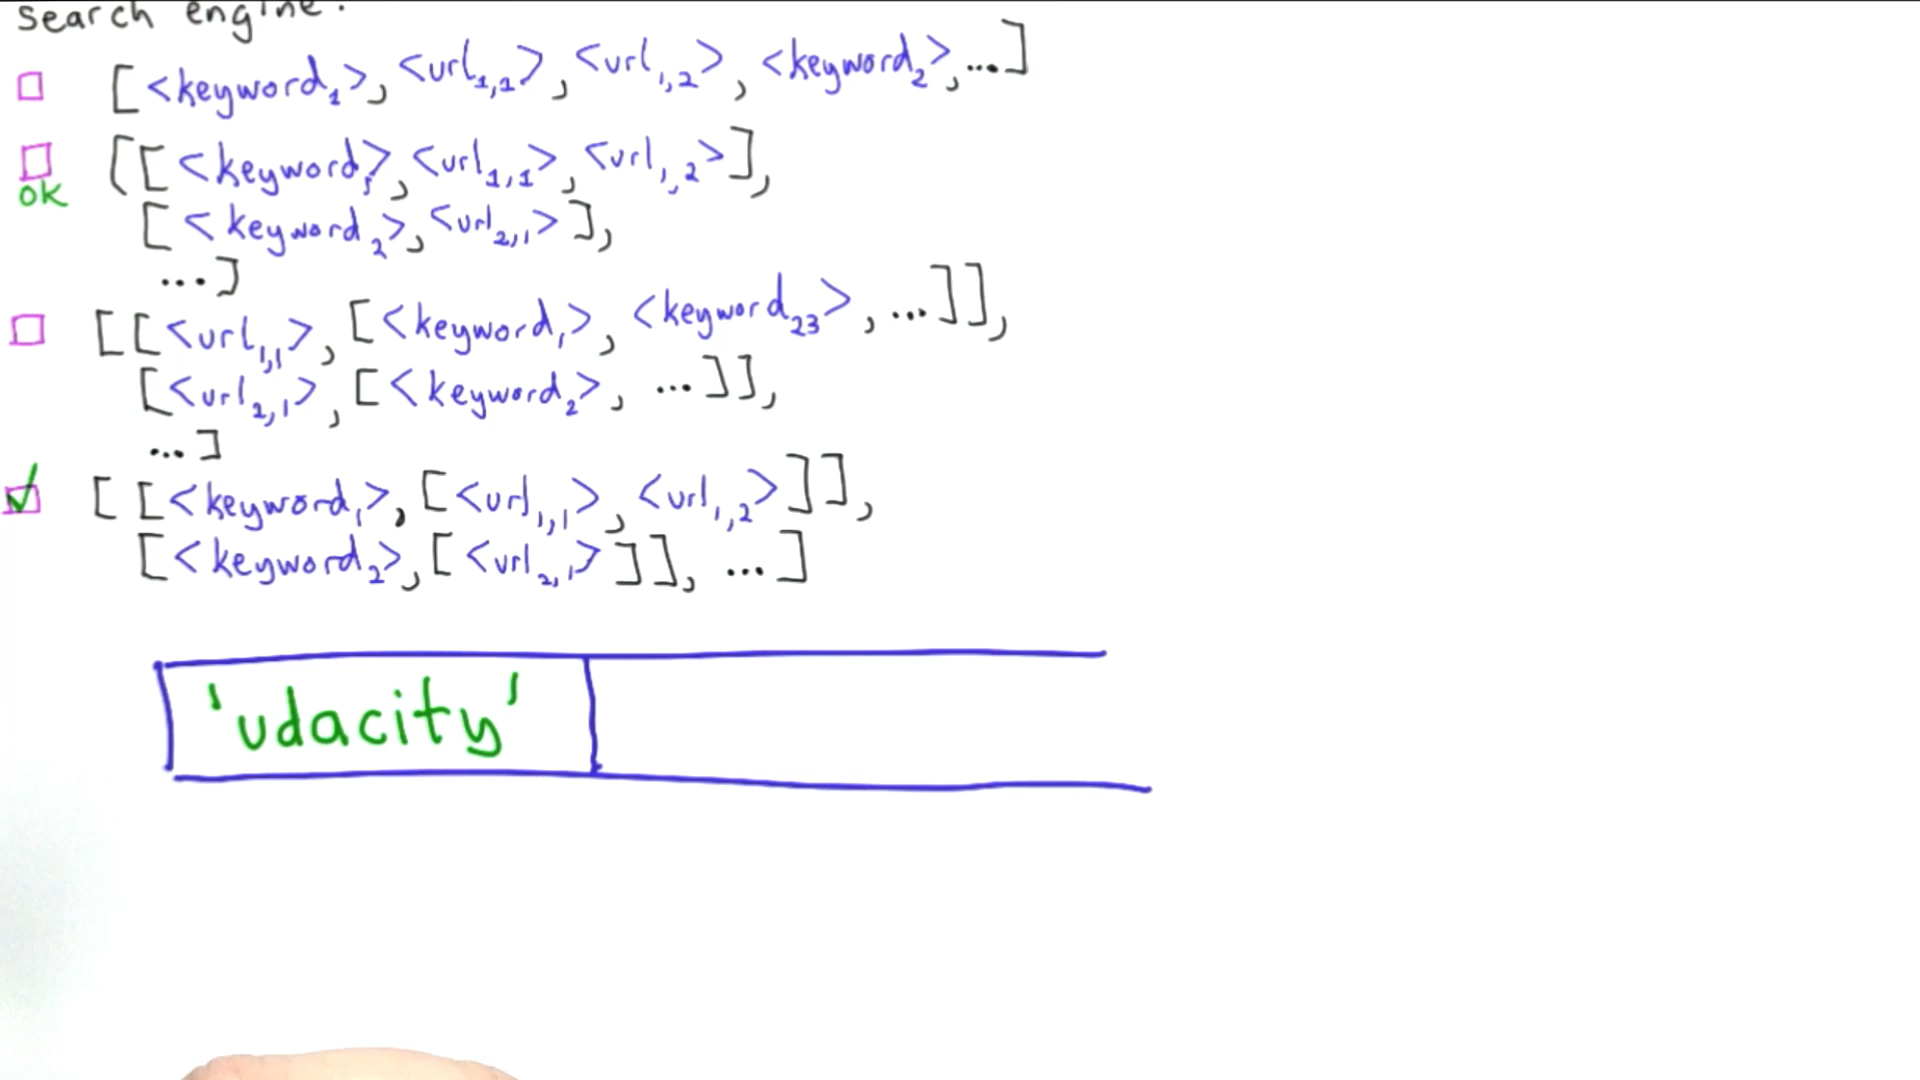 search engine.
[<keyword₁>, <url₁,₁>, <url₁,₂>, <keyword₂>, ...]
[[<keyword₁>, <url₁,₁>, <url₁,₂>],
ok
[<keyword₂>, <url₂,₁>],
...]
[[<url₁,₁>, [<keyword₁>, <keyword₂₃>, ...]],
[<url₂,₁>, [<keyword₂>, ...]],
...]
[[<keyword₁>, [<url₁,₁>, <url₁,₂>]],
[<keyword₂>, [<url₂,₁>]], ...]
'udacity'